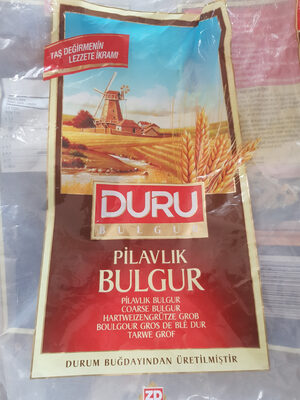 TAŞ DEĞİRMENİN
LEZZETE İKRAMI
DURU
BULGUR
PİLAVLIK
BULGUR
PİLAVLIK BULGUR
COARSE BULGUR
HARTWEIZENGRÜTZE GROB
BOULGOUR GROS DE BLÉ DUR
TARWE GROF
DURUM BUĞDAYINDAN ÜRETİLMİŞTİR
ZD